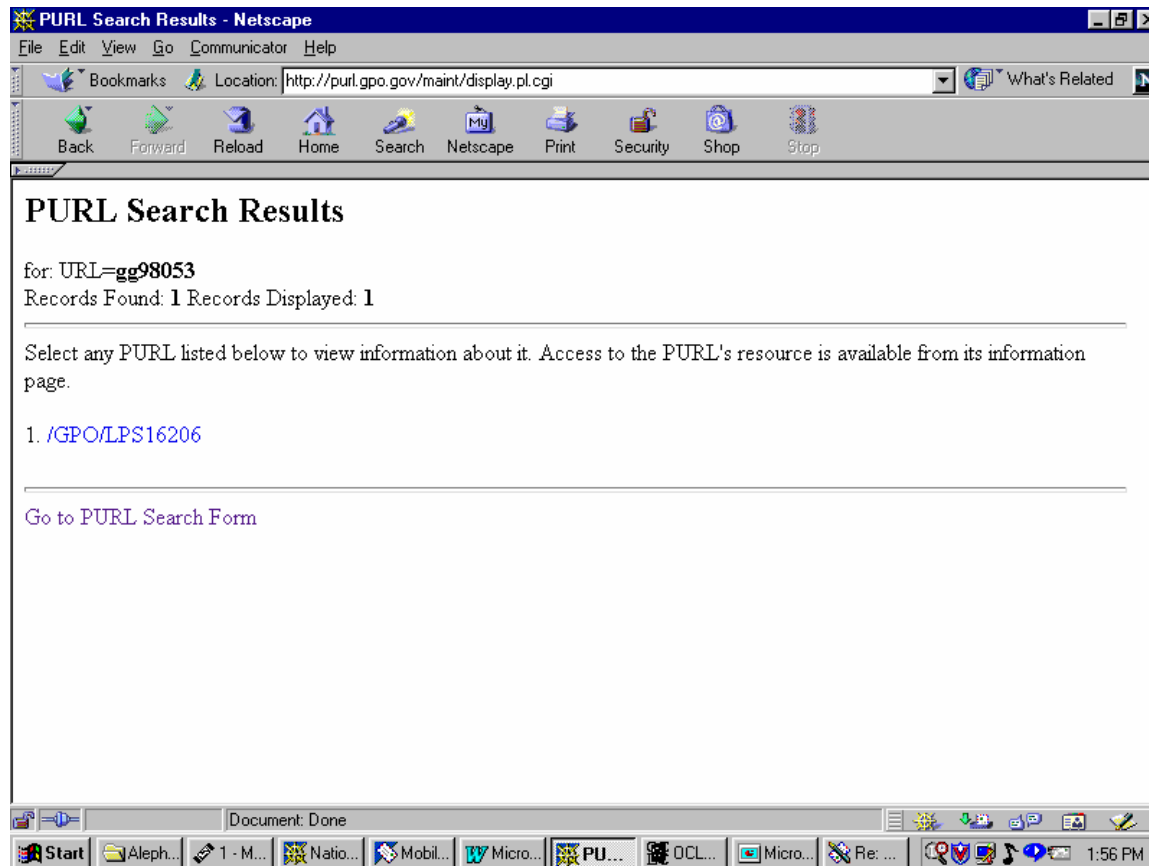 PURL Search Results - Netscape
File Edit View Go Communicator Help
Bookmarks Location: http://purl.gpo.gov/maint/display.pl.cgi What's Related
Back Forward Reload Home Search Netscape Print Security Shop Stop
PURL Search Results
for: URL=gg98053
Records Found: 1 Records Displayed: 1
Select any PURL listed below to view information about it. Access to the PURL's resource is available from its information
page.
1. /GPO/LPS16206
Go to PURL Search Form
Document: Done
Start Aleph... 1 - M... Natio... Mobil... Micro... PU... OCL... Micro... Re: ... 1:56 PM